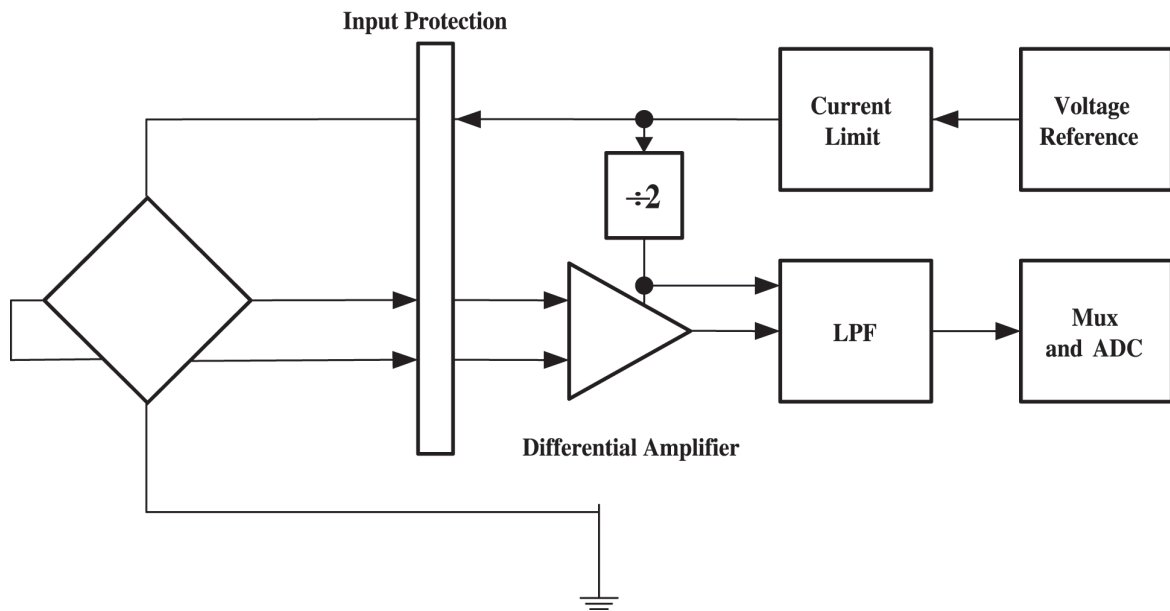 Input Protection
Current
Limit
Voltage
Reference
÷2
LPF
Mux
and ADC
Differential Amplifier